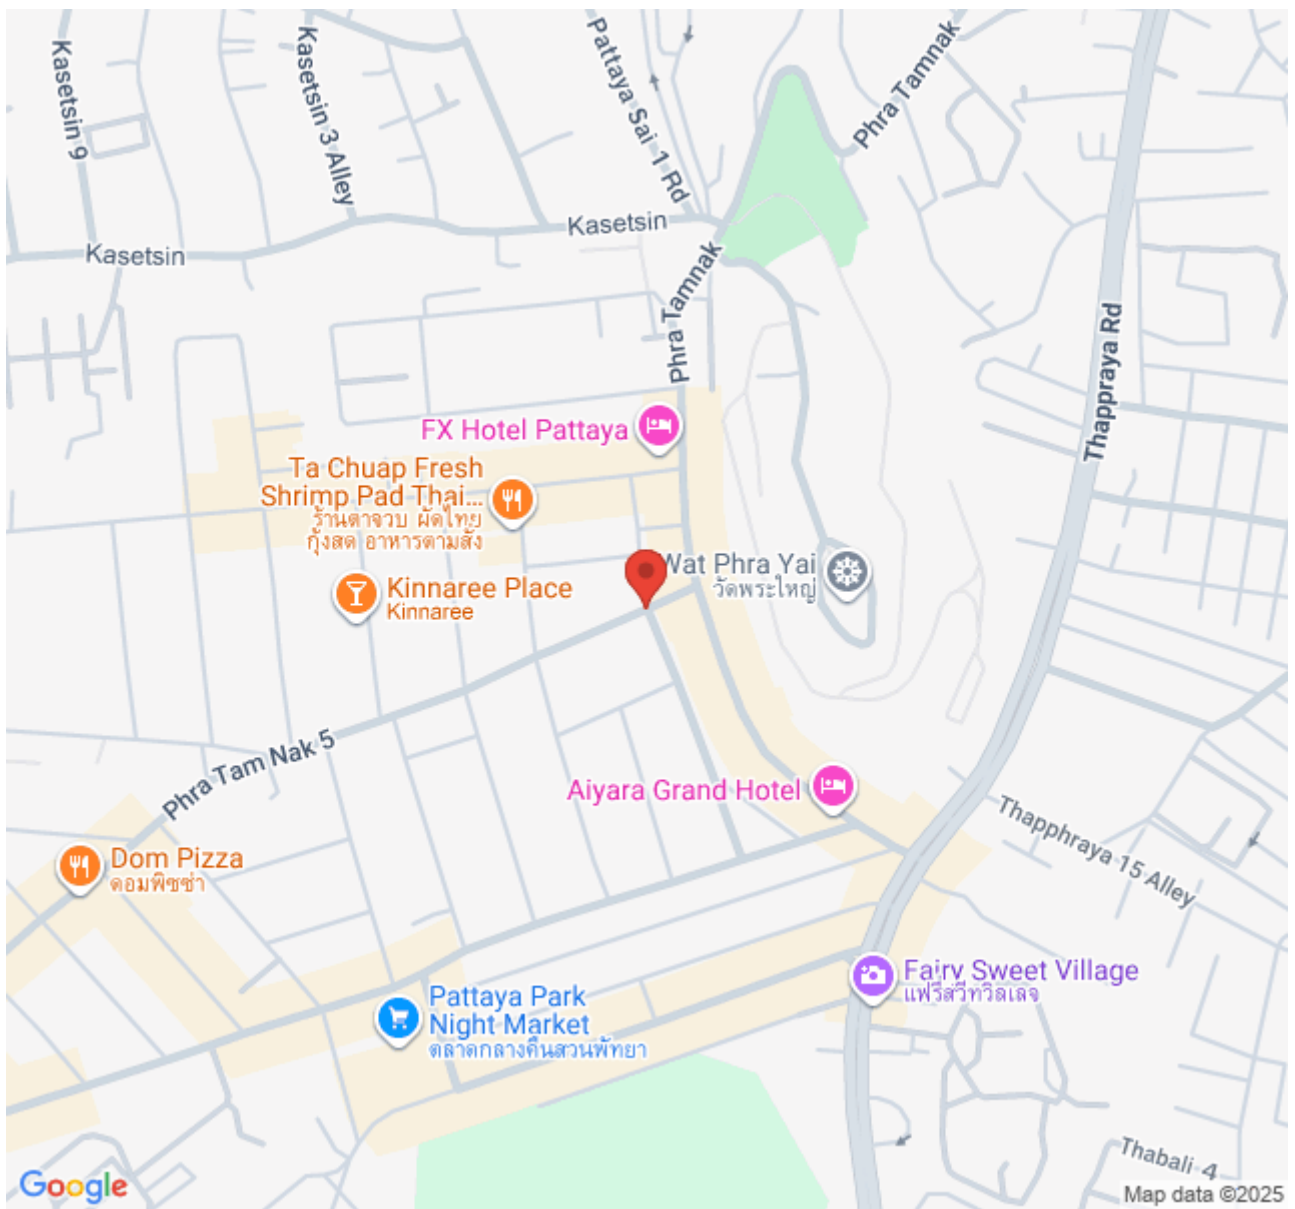 Kasetsin 9
Kasetsin 3 Alley
Pattaya Sai 1 Rd
Phra Tamnak
Kasetsin
Kasetsin
Phra Tamnak
Thappraya Rd
FX Hotel Pattaya
Ta Chuap Fresh
Shrimp Pad Thai...
ร้านตาจวบ ผัดไทย
กุ้งสด อาหารตามสั่ง
Wat Phra Yai
วัดพระใหญ่
Kinnaree Place
Kinnaree
Phra Tam Nak 5
Aiyara Grand Hotel
Thapphraya 15 Alley
Dom Pizza
ดอมพิซซ่า
Fairy Sweet Village
แฟรี่สวีทวิลเลจ
Pattaya Park
Night Market
ตลาดกลางคืนสวนพัทยา
Thabali 4
Google
Map data ©2025